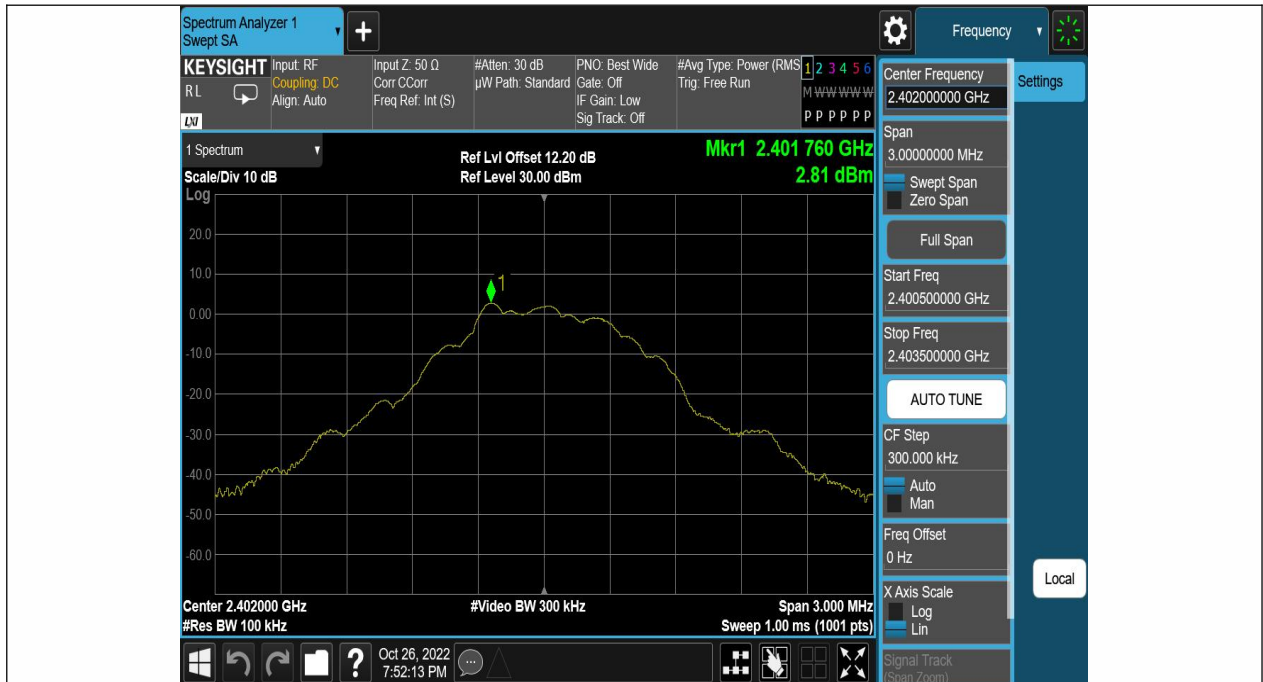 Spectrum Analyzer 1
Swept SA
+
Frequency
KEYSIGHT
R L
LXI
Input: RF
Coupling: DC
Align: Auto
Input Z: 50 Ω
Corr CCorr
Freq Ref: Int (S)
#Atten: 30 dB
µW Path: Standard
PNO: Best Wide
Gate: Off
IF Gain: Low
Sig Track: Off
#Avg Type: Power (RMS
Trig: Free Run
1 2 3 4 5 6
M W W W W W
P P P P P P
1 Spectrum
Scale/Div 10 dB
Log
Ref Lvl Offset 12.20 dB
Ref Level 30.00 dBm
Mkr1 2.401 760 GHz
2.81 dBm
20.0
10.0
0.00
-10.0
-20.0
-30.0
-40.0
-50.0
-60.0
1
Center 2.402000 GHz
#Res BW 100 kHz
#Video BW 300 kHz
Span 3.000 MHz
Sweep 1.00 ms (1001 pts)
?
Oct 26, 2022
7:52:13 PM
Center Frequency
2.402000000 GHz
Span
3.00000000 MHz
Swept Span
Zero Span
Full Span
Start Freq
2.400500000 GHz
Stop Freq
2.403500000 GHz
AUTO TUNE
CF Step
300.000 kHz
Auto
Man
Freq Offset
0 Hz
X Axis Scale
Log
Lin
Signal Track
(Span Zoom)
Settings
Local